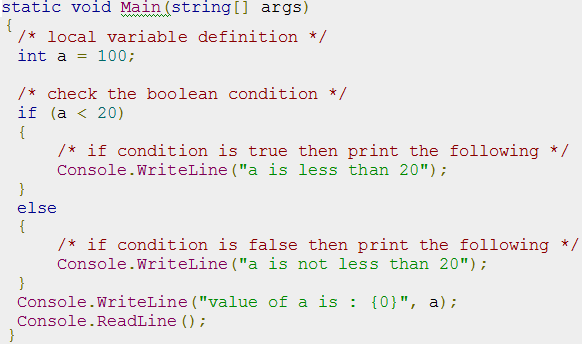 static void Main(string[] args)
{
/* local variable definition */
int a = 100;
/* check the boolean condition */
if (a < 20)
{
/* if condition is true then print the following */
Console.WriteLine("a is less than 20");
}
else
{
/* if condition is false then print the following */
Console.WriteLine("a is not less than 20");
}
Console.WriteLine("value of a is : {0}", a);
Console.ReadLine();
}